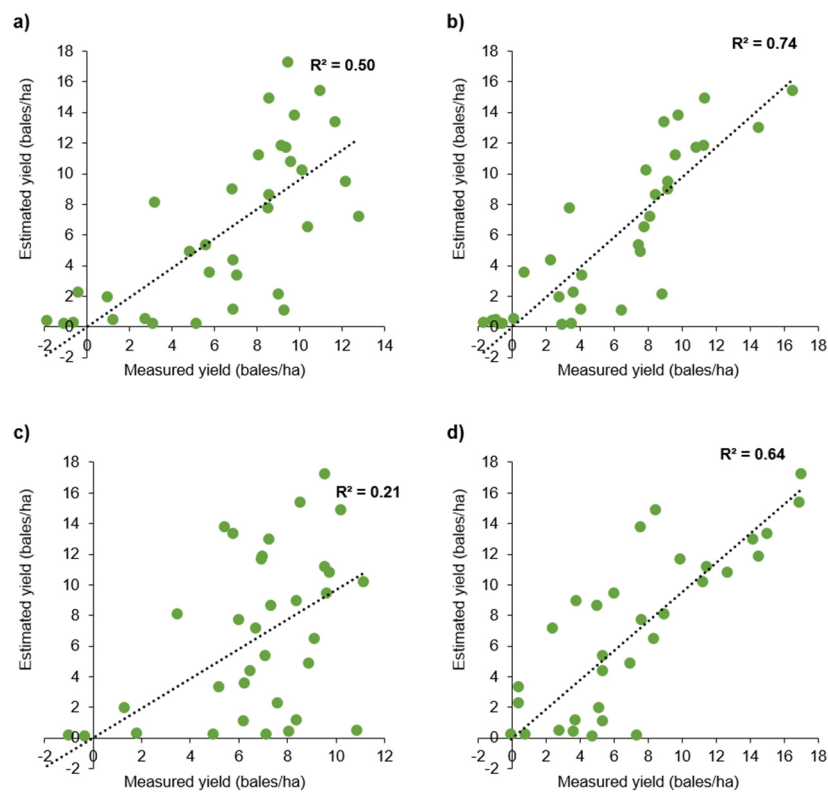 a)
b)
18
16
14
12
10
8
6
4
2
0
-2
R² = 0.50
Estimated yield (bales/ha)
-2 0 2 4 6 8 10 12 14
Measured yield (bales/ha)
18
16
14
12
10
8
6
4
2
0
-2
R² = 0.74
Estimated yield (bales/ha)
-2 0 2 4 6 8 10 12 14 16 18
Measured yield (bales/ha)
c)
d)
18
16
14
12
10
8
6
4
2
0
-2
R² = 0.21
Estimated yield (bales/ha)
-2 0 2 4 6 8 10 12
Measured yield (bales/ha)
18
16
14
12
10
8
6
4
2
0
-2
R² = 0.64
Estimated yield (bales/ha)
-2 0 2 4 6 8 10 12 14 16 18
Measured yield (bales/ha)